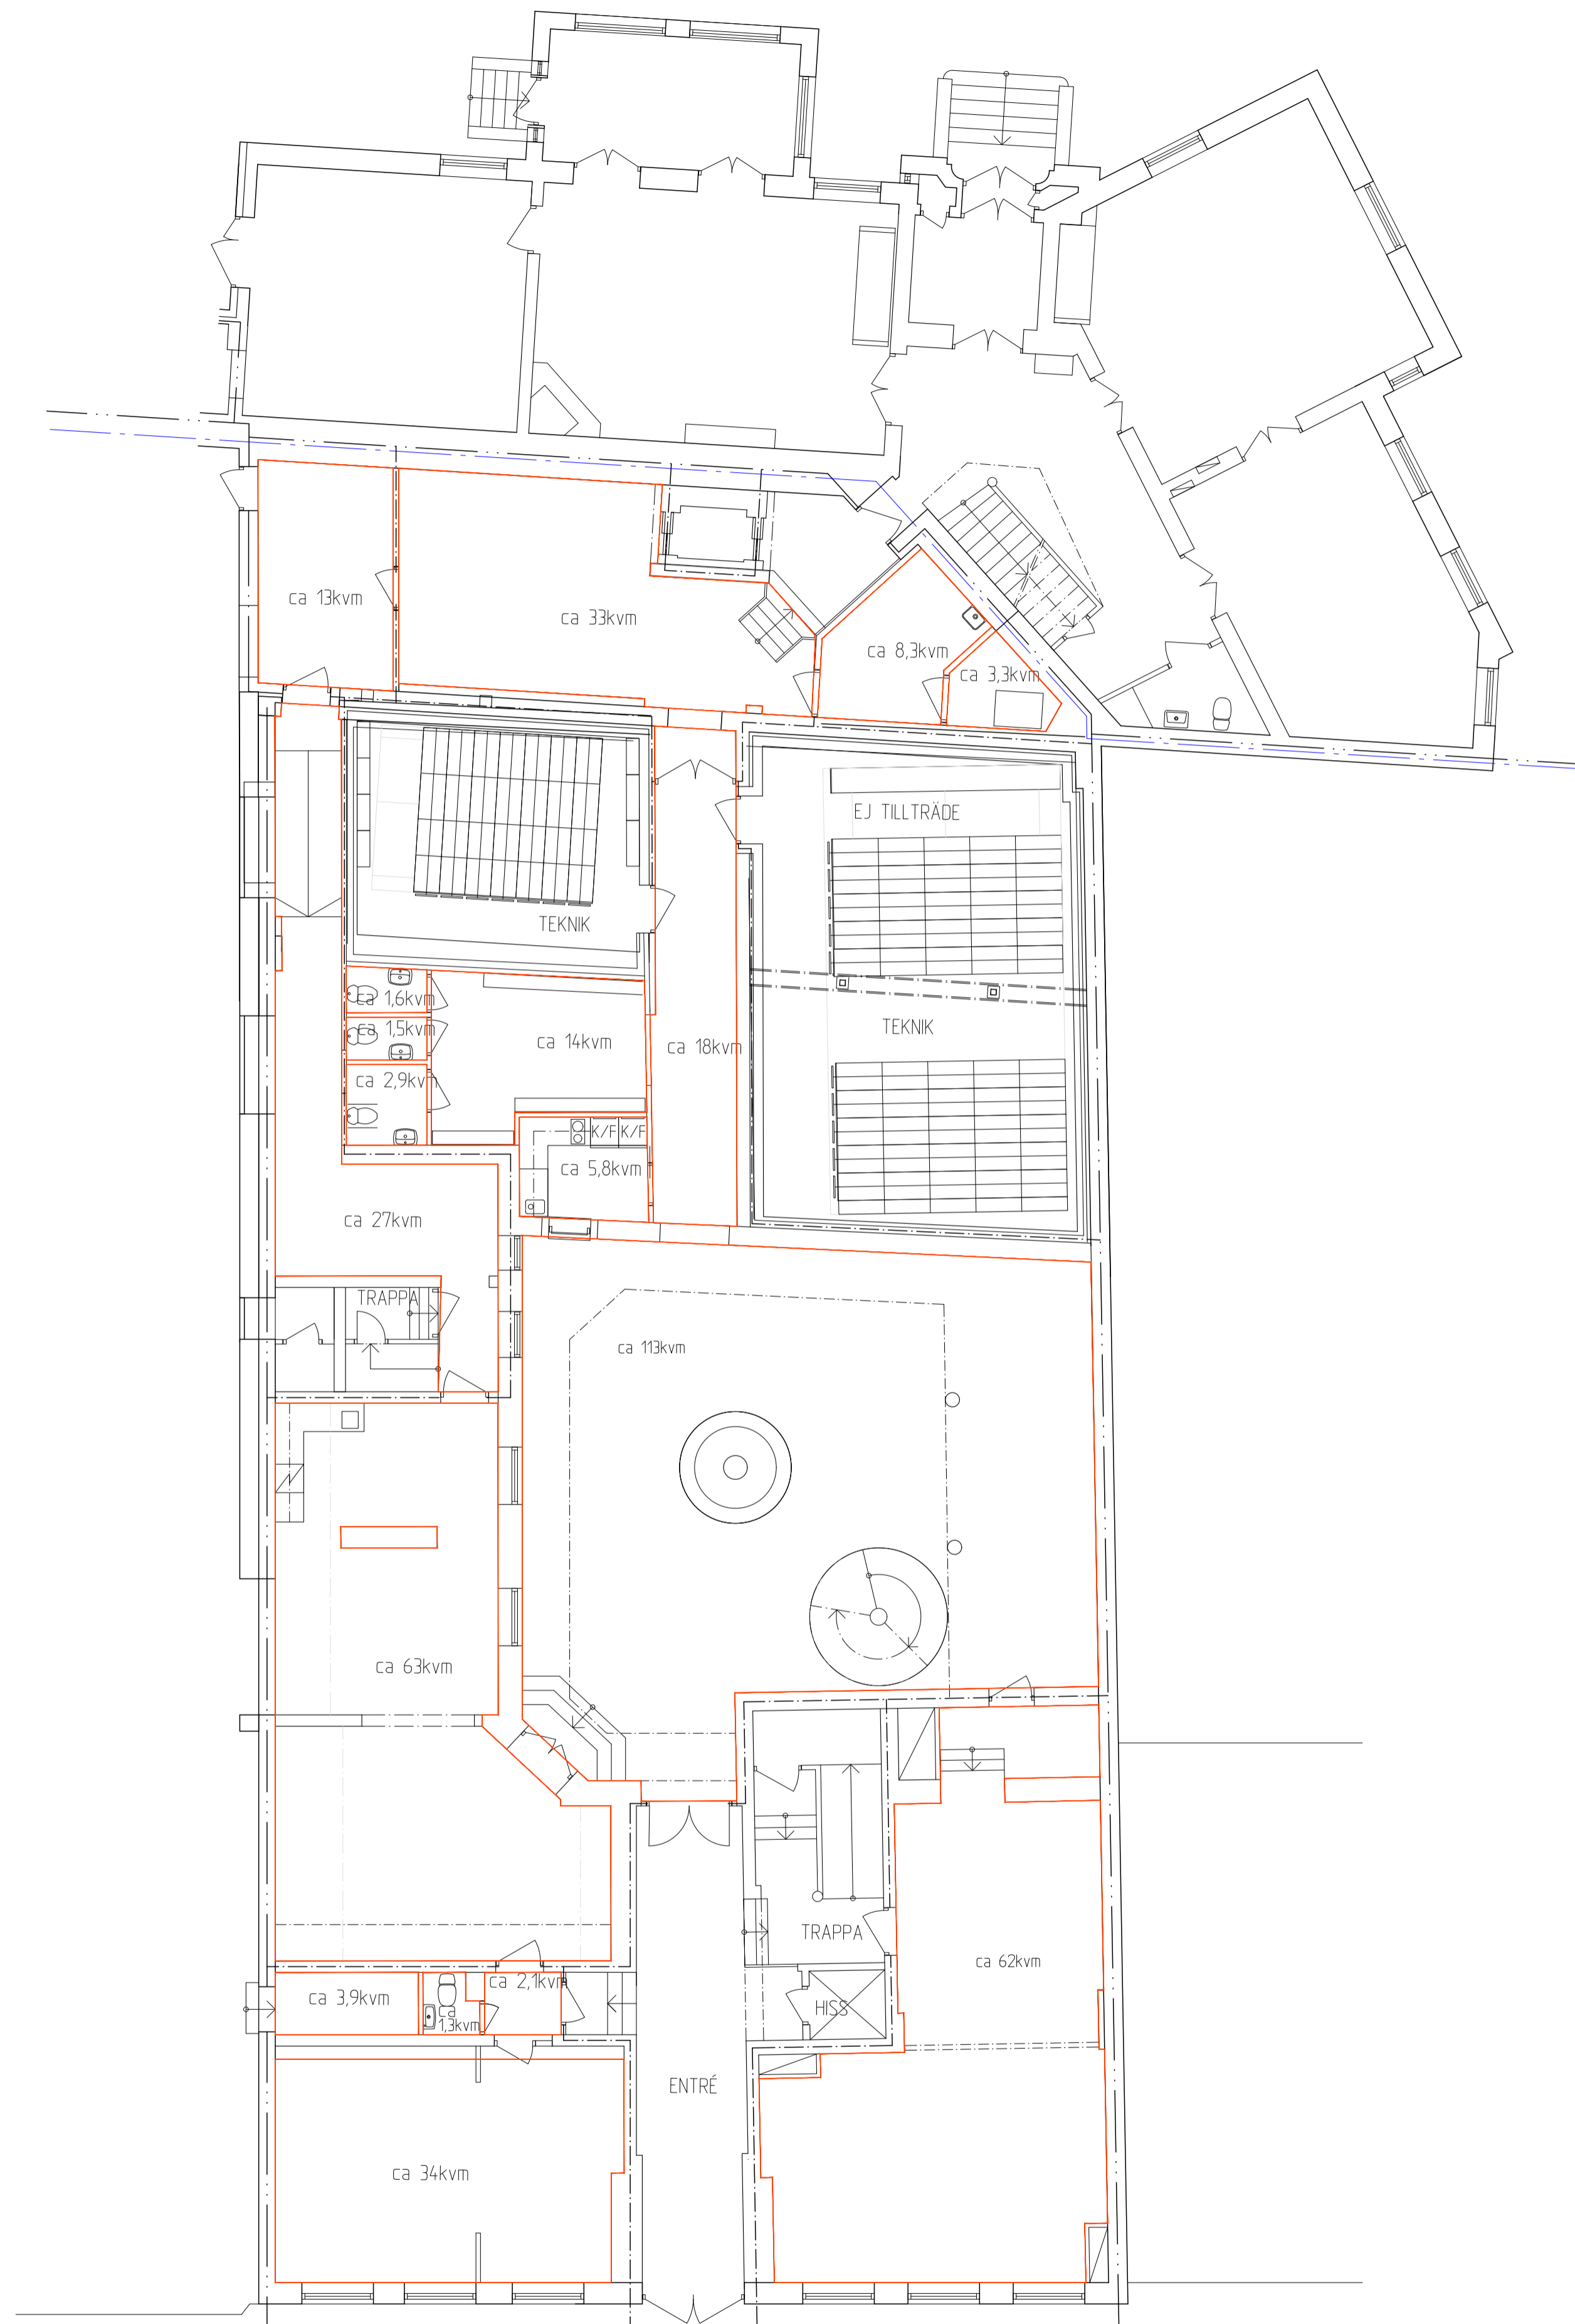 ca 13kvm
ca 33kvm
ca 8,3kvm
ca 3,3kvm
EJ TILLTRÄDE
TEKNIK
ca 1,6kvm
ca 1,5kvm
TEKNIK
ca 14kvm
ca 18kvm
ca 2,9kvm
K/F K/F
ca 5,8kvm
ca 27kvm
TRAPPA
ca 113kvm
ca 63kvm
TRAPPA
ca 62kvm
ca 2,1kvm
ca 3,9kvm
ca
1,3kvm
HISS
ENTRÉ
ca 34kvm